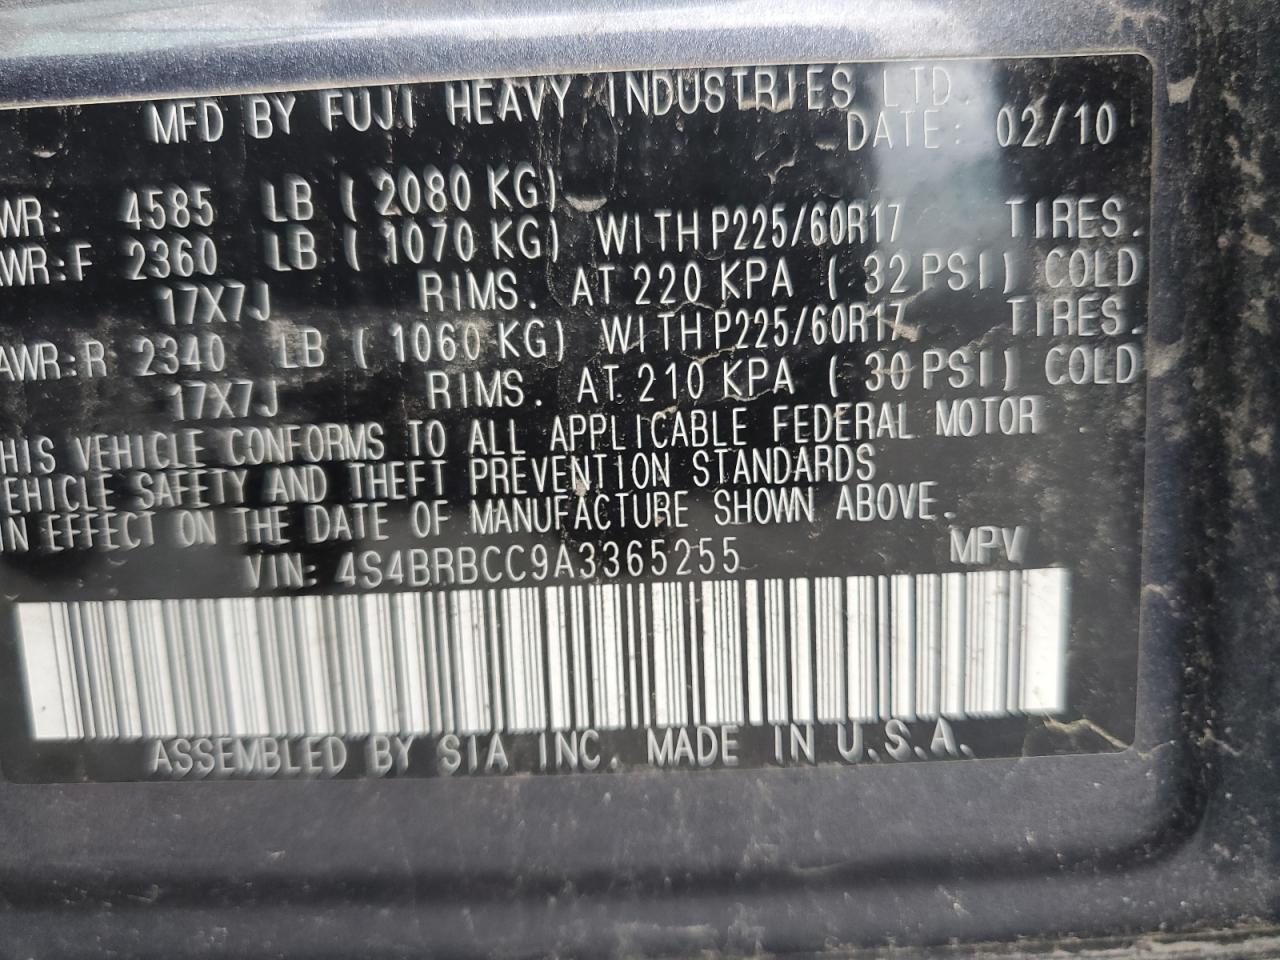 MFD BY FUJI HEAVY INDUSTRIES LTD.
DATE: 02/10
WR: 4585 LB ( 2080 KG)
AWR:F 2360 LB ( 1070 KG) WITH P225/60R17 TIRES.
17X7J RIMS. AT 220 KPA ( 32 PSI) COLD
AWR:R 2340 LB ( 1060 KG) WITH P225/60R17 TIRES.
17X7J RIMS. AT 210 KPA ( 30 PSI) COLD
HIS VEHICLE CONFORMS TO ALL APPLICABLE FEDERAL MOTOR
EHICLE SAFETY AND THEFT PREVENTION STANDARDS
IN EFFECT ON THE DATE OF MANUFACTURE SHOWN ABOVE.
VIN: 4S4BRBCC9A3365255 MPV
ASSEMBLED BY SIA INC. MADE IN U.S.A.